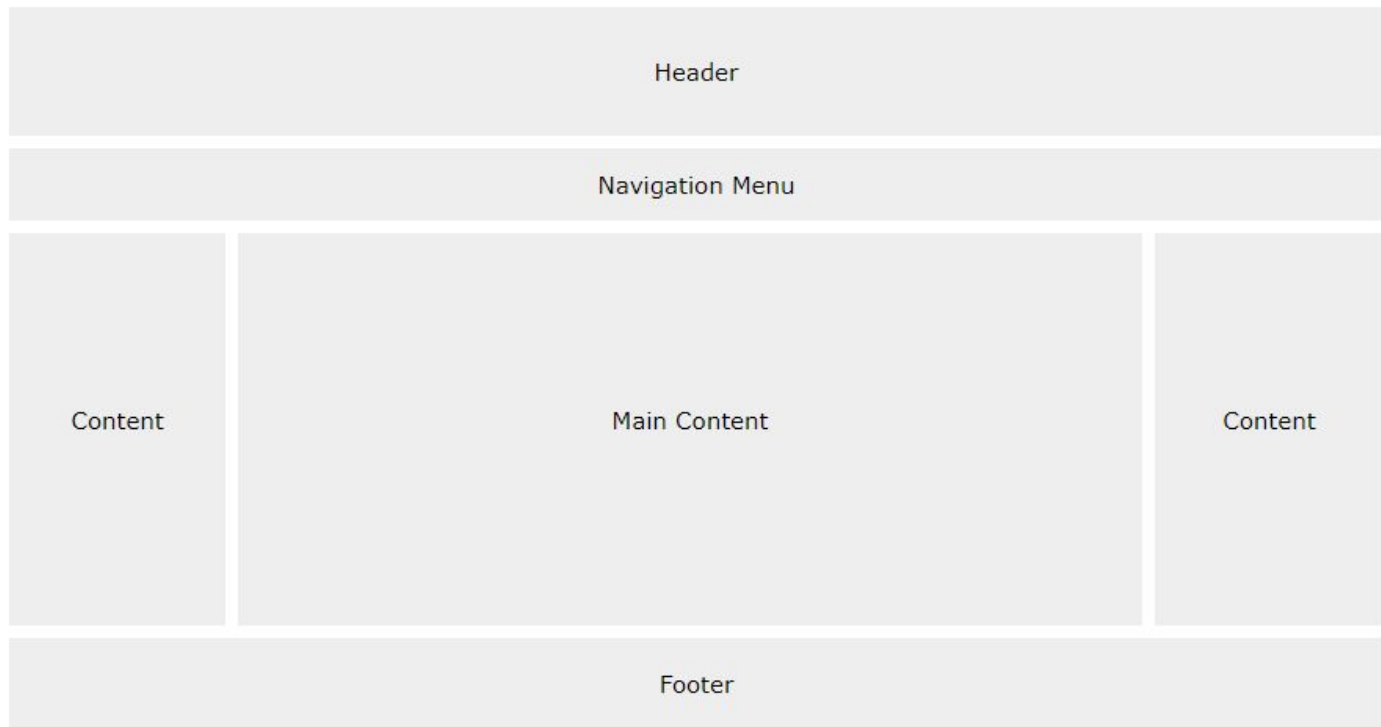 Header
Navigation Menu
Content
Main Content
Content
Footer